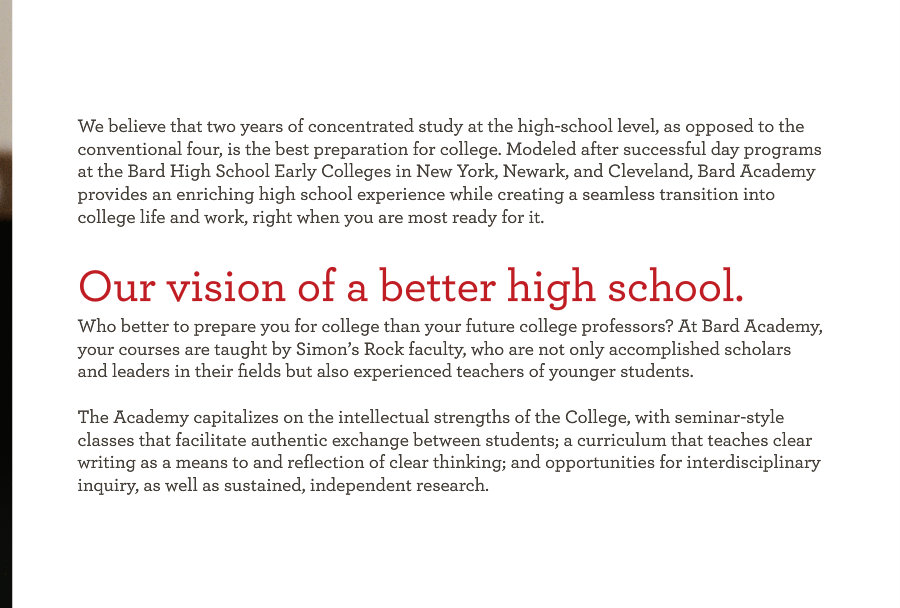 We believe that two years of concentrated study at the high-school level, as opposed to the
conventional four, is the best preparation for college. Modeled after successful day programs
at the Bard High School Early Colleges in New York, Newark, and Cleveland, Bard Academy
provides an enriching high school experience while creating a seamless transition into
college life and work, right when you are most ready for it.
Our vision of a better high school.
Who better to prepare you for college than your future college professors? At Bard Academy,
your courses are taught by Simon’s Rock faculty, who are not only accomplished scholars
and leaders in their fields but also experienced teachers of younger students.
The Academy capitalizes on the intellectual strengths of the College, with seminar-style
classes that facilitate authentic exchange between students; a curriculum that teaches clear
writing as a means to and reflection of clear thinking; and opportunities for interdisciplinary
inquiry, as well as sustained, independent research.